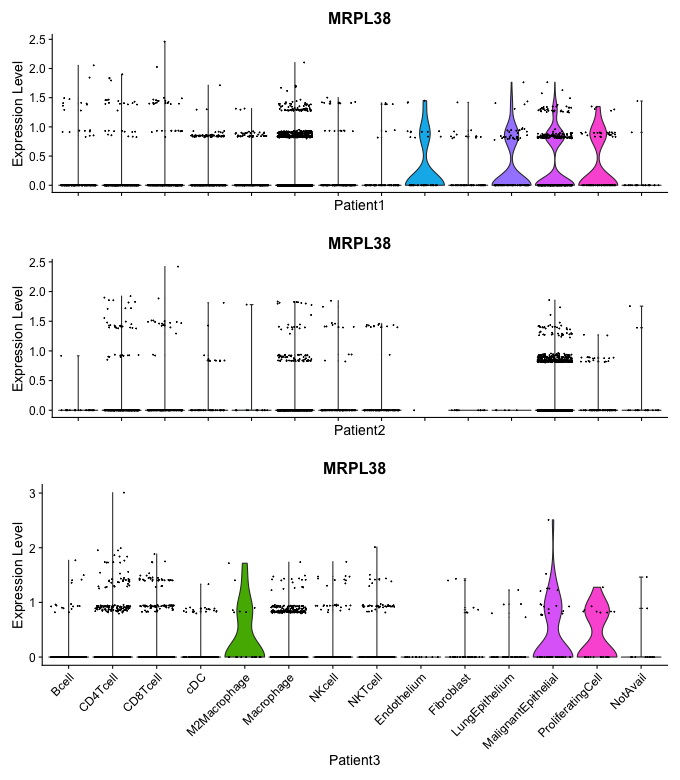 MRPL38
Expression Level
2.5
2.0
1.5
1.0
0.5
0.0
Patient1
MRPL38
Expression Level
2.5
2.0
1.5
1.0
0.5
0.0
Patient2
MRPL38
Expression Level
3
2
1
0
Bcell
CD4Tcell
CD8Tcell
cDC
M2Macrophage
Macrophage
NKcell
NKTcell
Endothelium
Fibroblast
LungEpithelium
MalignantEpithelial
ProliferatingCell
NotAvail
Patient3